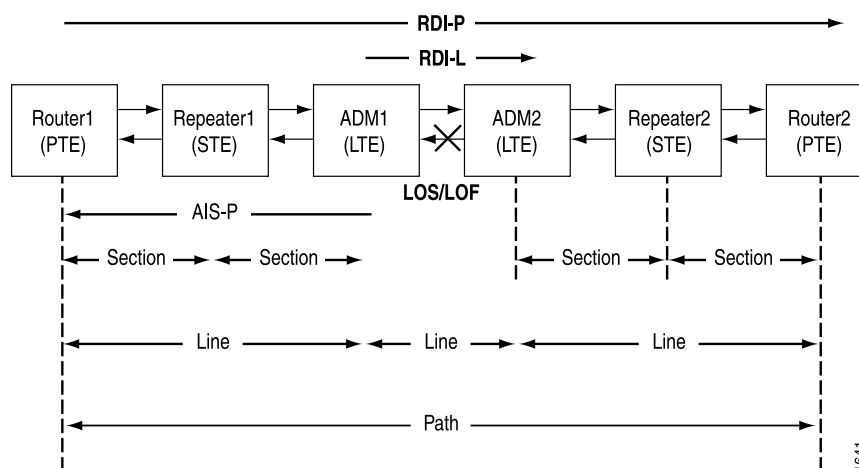 RDI-P
RDI-L
Router1 (PTE)
Repeater1 (STE)
ADM1 (LTE)
ADM2 (LTE)
Repeater2 (STE)
Router2 (PTE)
LOS/LOF
AIS-P
Section Section Section Section
Line Line Line
Path